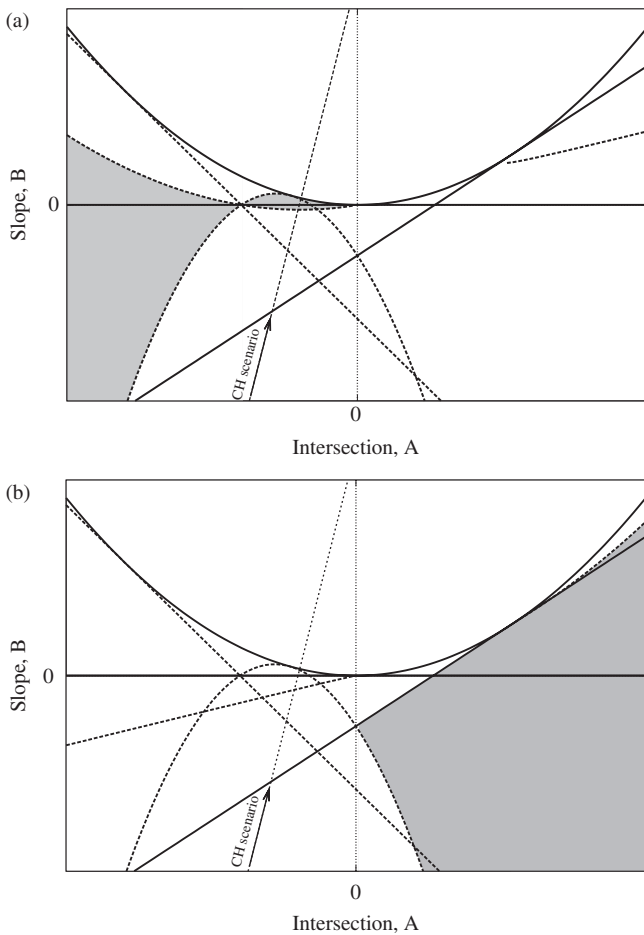 (a)
Slope, B
0
CH scenario
0
Intersection, A
(b)
Slope, B
0
CH scenario
0
Intersection, A